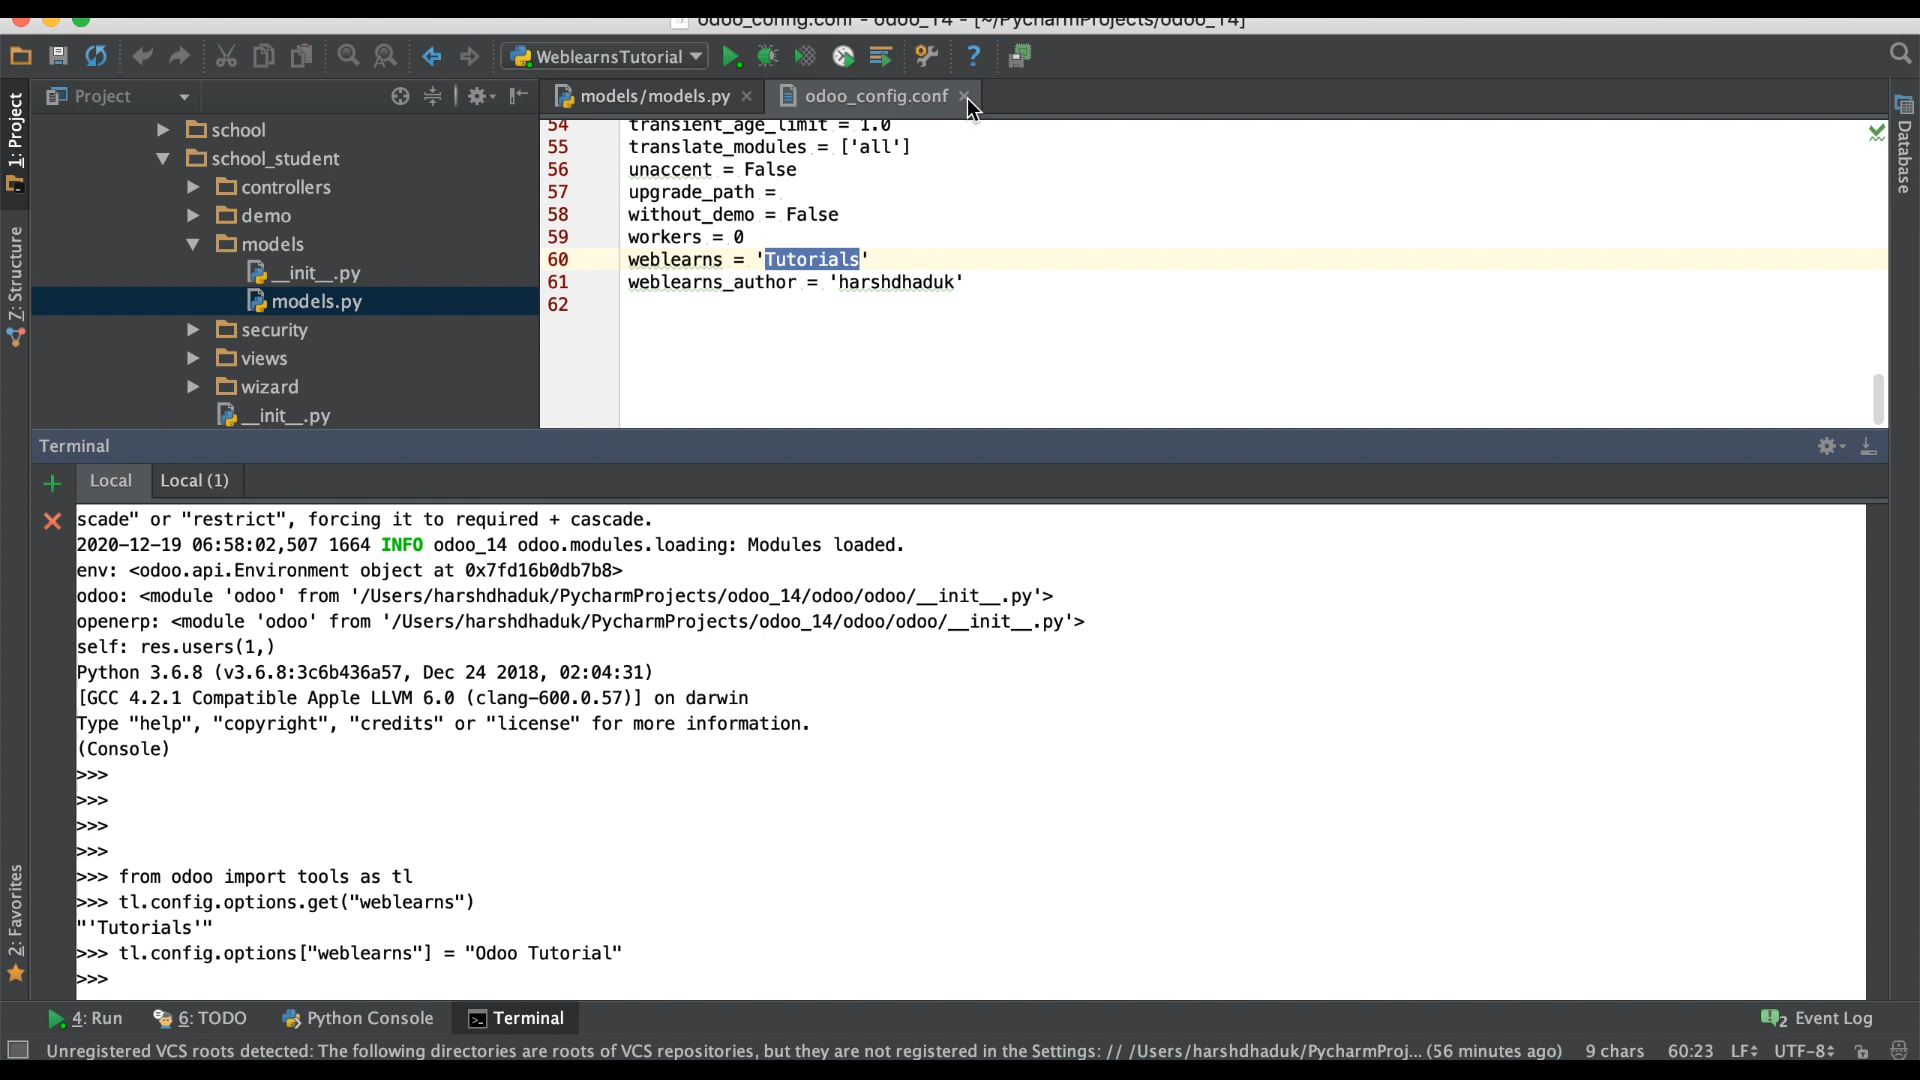 odoo_config.conf - odoo_14 - [~/PycharmProjects/odoo_14]
WeblearnsTutorial
Project
models/models.py
odoo_config.conf
1: Project
7: Structure
2: Favorites
Database
school
school_student
controllers
demo
models
__init__.py
models.py
security
views
wizard
__init__.py
54 transient_age_limit = 1.0
55 translate_modules = ['all']
56 unaccent = False
57 upgrade_path =
58 without_demo = False
59 workers = 0
60 weblearns = 'Tutorials'
61 weblearns_author = 'harshdhaduk'
62
Terminal
Local
Local (1)
scade" or "restrict", forcing it to required + cascade.
2020-12-19 06:58:02,507 1664 INFO odoo_14 odoo.modules.loading: Modules loaded.
env: <odoo.api.Environment object at 0x7fd16b0db7b8>
odoo: <module 'odoo' from '/Users/harshdhaduk/PycharmProjects/odoo_14/odoo/odoo/__init__.py'>
openerp: <module 'odoo' from '/Users/harshdhaduk/PycharmProjects/odoo_14/odoo/odoo/__init__.py'>
self: res.users(1,)
Python 3.6.8 (v3.6.8:3c6b436a57, Dec 24 2018, 02:04:31)
[GCC 4.2.1 Compatible Apple LLVM 6.0 (clang-600.0.57)] on darwin
Type "help", "copyright", "credits" or "license" for more information.
(Console)
>>>
>>>
>>>
>>>
>>> from odoo import tools as tl
>>> tl.config.options.get("weblearns")
"'Tutorials'"
>>> tl.config.options["weblearns"] = "Odoo Tutorial"
>>>
4: Run
6: TODO
Python Console
Terminal
2 Event Log
Unregistered VCS roots detected: The following directories are roots of VCS repositories, but they are not registered in the Settings: // /Users/harshdhaduk/PycharmProj... (56 minutes ago)
9 chars
60:23
LF
UTF-8